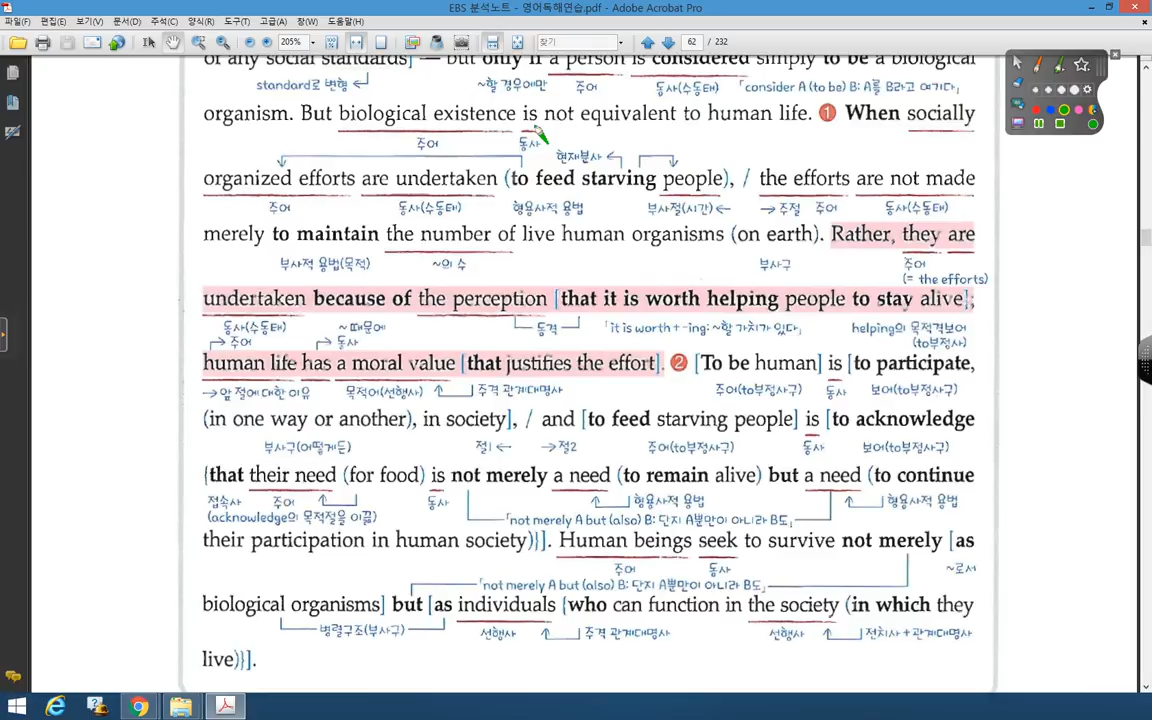 EBS 분석노트 - 영어독해연습.pdf - Adobe Acrobat Pro
파일(F) 편집(E) 보기(V) 문서(D) 주석(C) 양식(R) 도구(T) 고급(A) 창(W) 도움말(H)
205% 찾기 62 / 232
of any social standards] — but only if a person is considered simply to be a biological
standard로 변형 ~할 경우에만 주어 동사(수동태) 「consider A (to be) B: A를 B라고 여기다」
organism. But biological existence is not equivalent to human life. ① When socially
주어 동사 현재분사
organized efforts are undertaken (to feed starving people), / the efforts are not made
주어 동사(수동태) 형용사적 용법 부사절(시간) 주절 주어 동사(수동태)
merely to maintain the number of live human organisms (on earth). Rather, they are
부사적 용법(목적) ~의 수 부사구 주어
(= the efforts)
undertaken because of the perception [that it is worth helping people to stay alive];
동사(수동태) ~때문에 동격 「it is worth+-ing: ~할 가치가 있다」 helping의 목적격보어
주어 동사 (to부정사)
human life has a moral value [that justifies the effort]. ② [To be human] is [to participate,
앞 절에 대한 이유 목적어(선행사) 주격 관계대명사 주어(to부정사구) 동사 보어(to부정사구)
(in one way or another), in society], / and [to feed starving people] is [to acknowledge
부사구(어떻게든) 절1 절2 주어(to부정사구) 동사 보어(to부정사구)
{that their need (for food) is not merely a need (to remain alive) but a need (to continue
접속사 주어 동사 형용사적 용법 형용사적 용법
(acknowledge의 목적절을 이끎) 「not merely A but (also) B: 단지 A뿐만이 아니라 B도」
their participation in human society)}]. Human beings seek to survive not merely [as
주어 동사 ~로서
「not merely A but (also) B: 단지 A뿐만이 아니라 B도」
biological organisms] but [as individuals {who can function in the society (in which they
병렬구조(부사구) 선행사 주격 관계대명사 선행사 전치사+관계대명사
live)}].